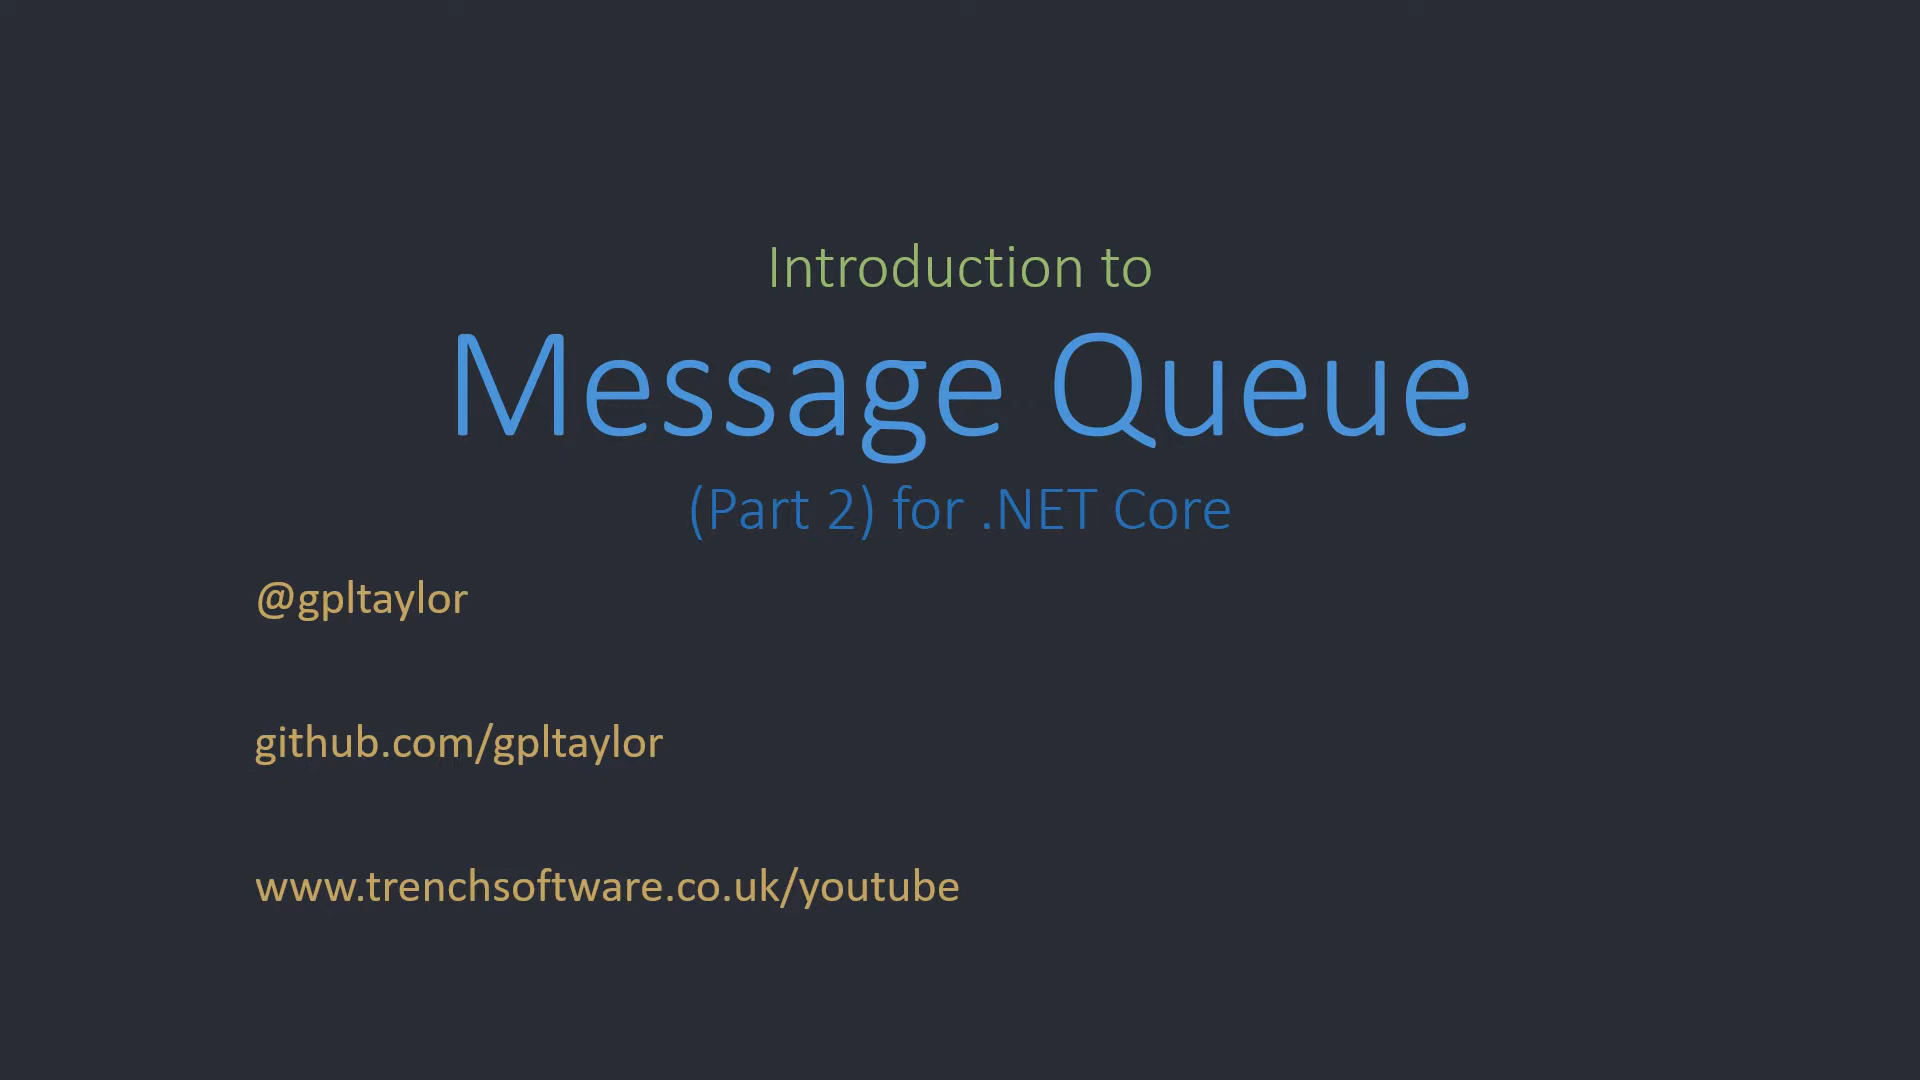 Introduction to
Message Queue
(Part 2) for .NET Core
@gpltaylor
github.com/gpltaylor
www.trenchsoftware.co.uk/youtube